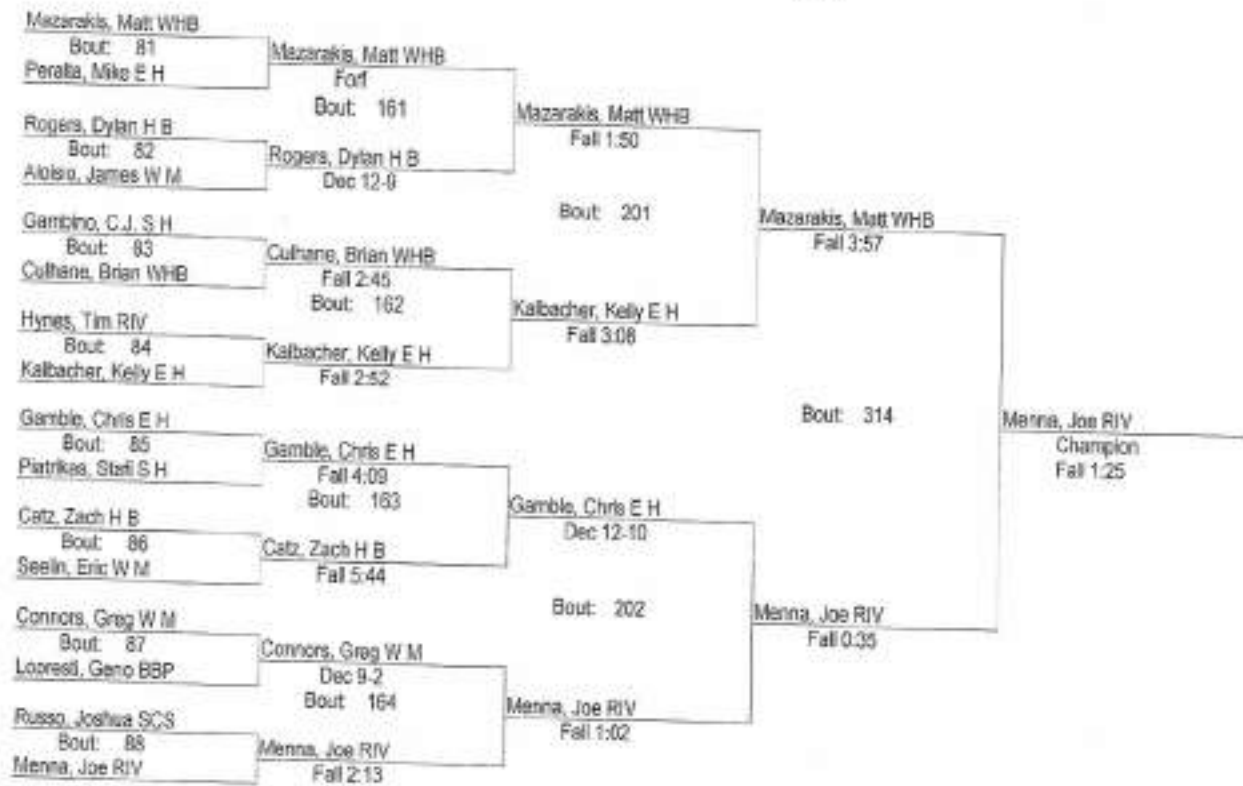 Mazarakis, Matt WHB
Bout: 81
Peralta, Mike E H
Rogers, Dylan H B
Bout: 82
Aloisio, James W M
Gambino, C.J. S H
Bout: 83
Culhane, Brian WHB
Hynes, Tim RIV
Bout: 84
Kalbacher, Kelly E H
Gamble, Chris E H
Bout: 85
Piatrikas, Stafi S H
Catz, Zach H B
Bout: 86
Seelin, Eric W M
Connors, Greg W M
Bout: 87
Lopresti, Geno BBP
Russo, Joshua SCS
Bout: 88
Menna, Joe RIV
Mazarakis, Matt WHB
Forf
Bout: 161
Rogers, Dylan H B
Dec 12-9
Culhane, Brian WHB
Fall 2:45
Bout: 162
Kalbacher, Kelly E H
Fall 2:52
Gamble, Chris E H
Fall 4:09
Bout: 163
Catz, Zach H B
Fall 5:44
Connors, Greg W M
Dec 9-2
Bout: 164
Menna, Joe RIV
Fall 2:13
Mazarakis, Matt WHB
Fall 1:50
Bout: 201
Kalbacher, Kelly E H
Fall 3:08
Gamble, Chris E H
Dec 12-10
Bout: 202
Menna, Joe RIV
Fall 1:02
Mazarakis, Matt WHB
Fall 3:57
Bout: 314
Menna, Joe RIV
Fall 0:35
Menna, Joe RIV
Champion
Fall 1:25